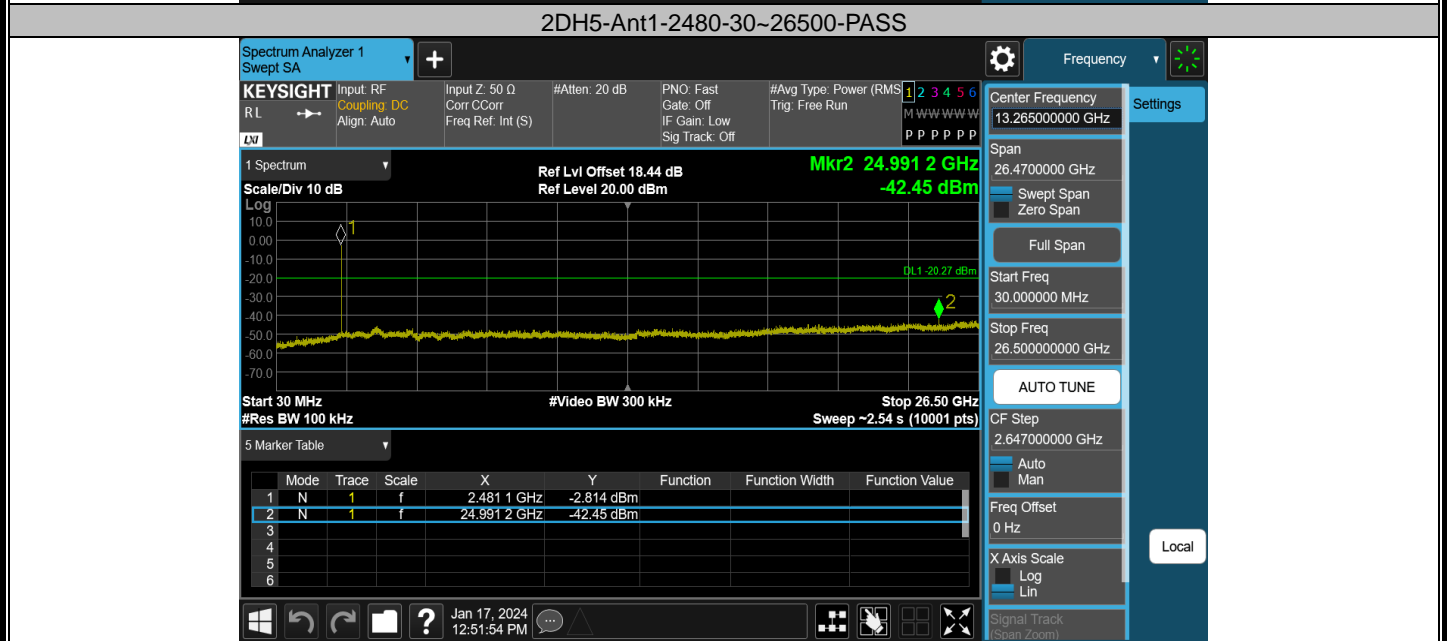 2DH5-Ant1-2480-30~26500-PASS
Spectrum Analyzer 1
Swept SA
+
Frequency
KEYSIGHT
RL
LXI
Input: RF
Coupling: DC
Align: Auto
Input Z: 50 Ω
Corr CCorr
Freq Ref: Int (S)
#Atten: 20 dB
PNO: Fast
Gate: Off
IF Gain: Low
Sig Track: Off
#Avg Type: Power (RMS
Trig: Free Run
1 2 3 4 5 6
M W W W W W
P P P P P P
1 Spectrum
Scale/Div 10 dB
Ref Lvl Offset 18.44 dB
Ref Level 20.00 dBm
Mkr2 24.991 2 GHz
-42.45 dBm
Log
10.0
0.00
-10.0
-20.0
-30.0
-40.0
-50.0
-60.0
-70.0
1
DL1 -20.27 dBm
2
Start 30 MHz
#Video BW 300 kHz
Stop 26.50 GHz
#Res BW 100 kHz
Sweep ~2.54 s (10001 pts)
5 Marker Table
Mode Trace Scale X Y Function Function Width Function Value
1 N 1 f 2.481 1 GHz -2.814 dBm
2 N 1 f 24.991 2 GHz -42.45 dBm
3
4
5
6
?
Jan 17, 2024
12:51:54 PM
Center Frequency
13.265000000 GHz
Span
26.4700000 GHz
Swept Span
Zero Span
Full Span
Start Freq
30.000000 MHz
Stop Freq
26.500000000 GHz
AUTO TUNE
CF Step
2.647000000 GHz
Auto
Man
Freq Offset
0 Hz
X Axis Scale
Log
Lin
Signal Track
(Span Zoom)
Settings
Local